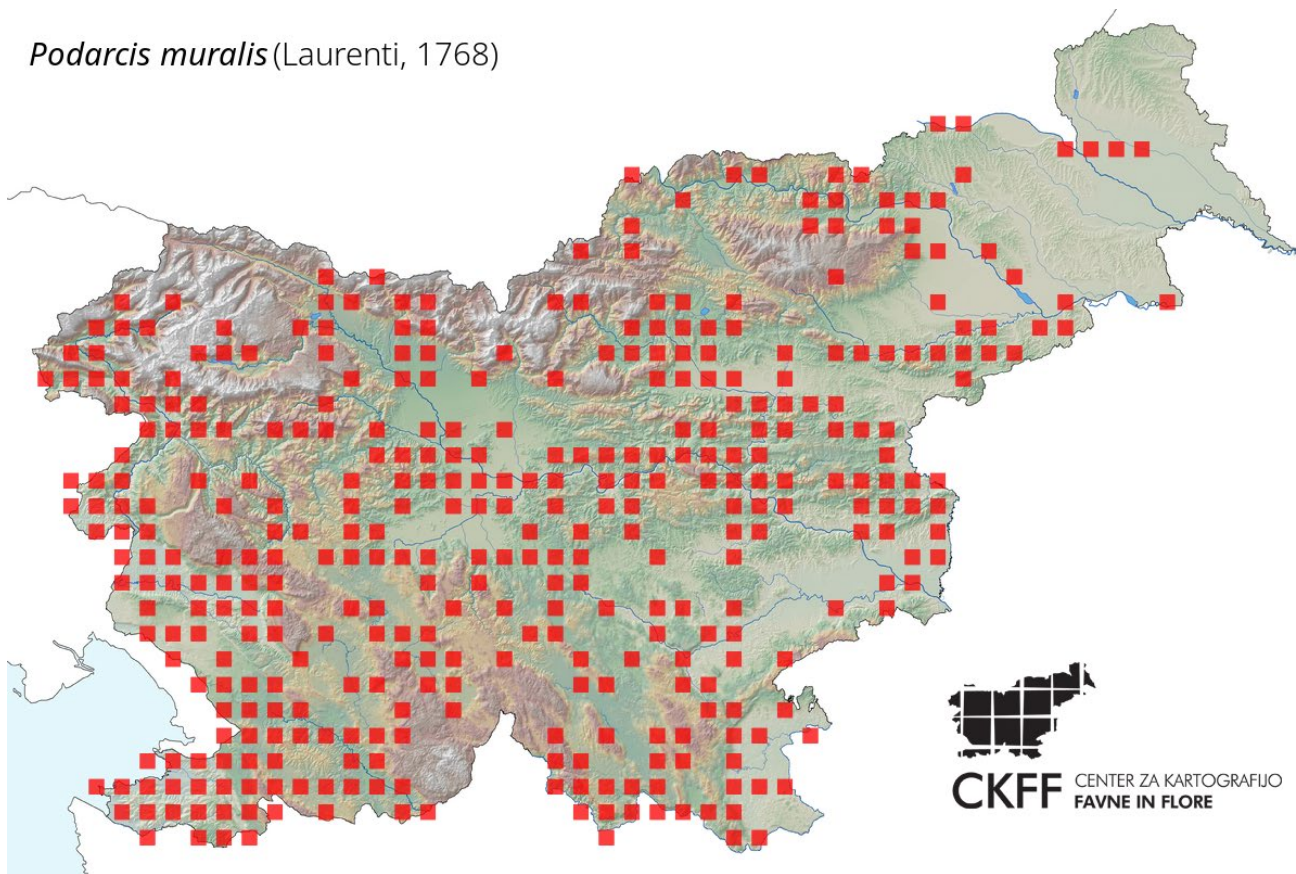 Podarcis muralis (Laurenti, 1768)
CKFF
CENTER ZA KARTOGRAFIJO
FAVNE IN FLORE